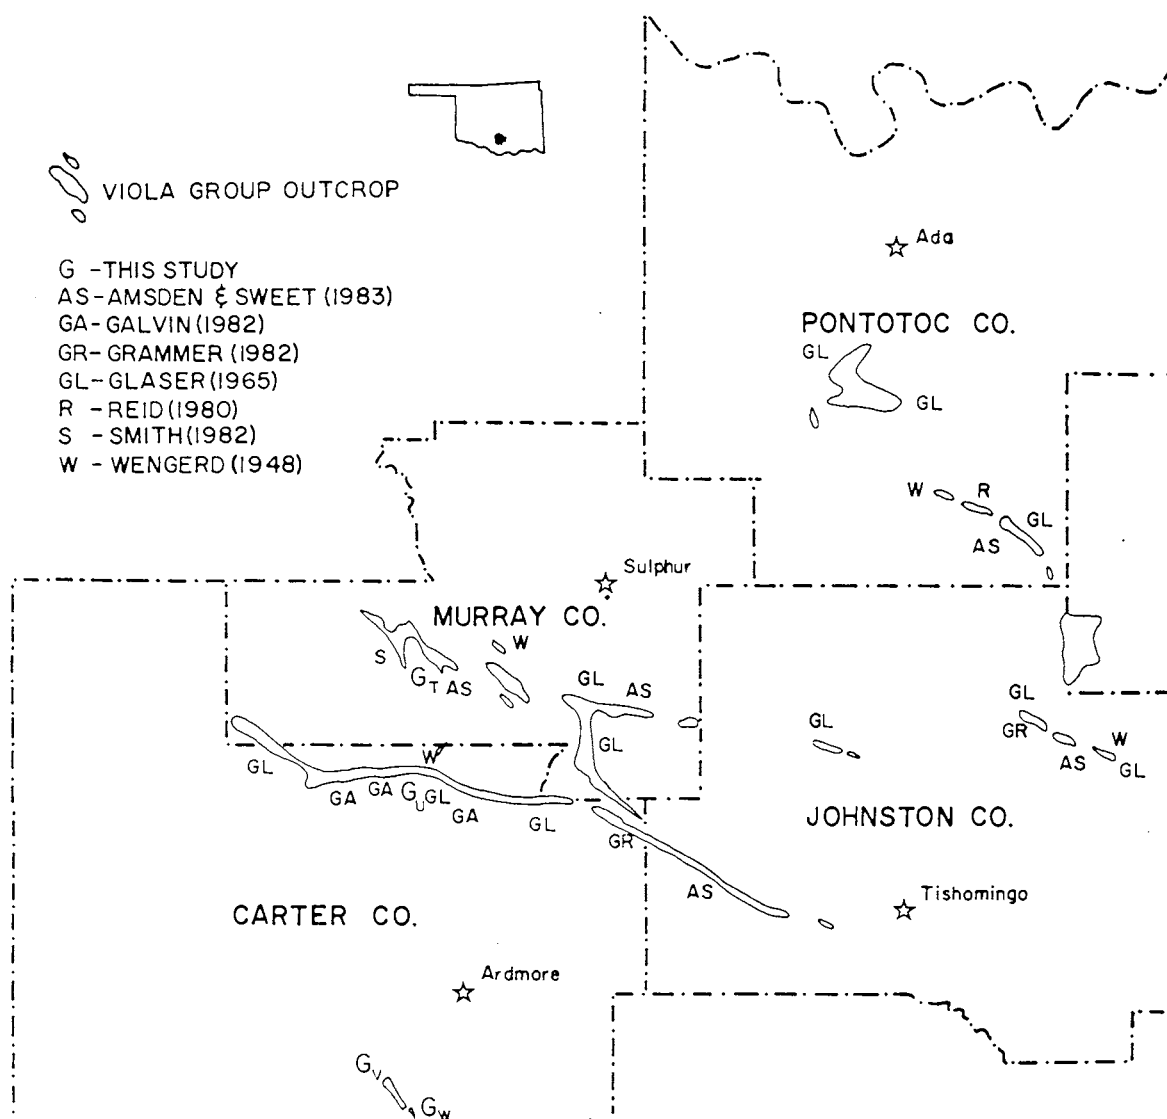 VIOLA GROUP OUTCROP
G - THIS STUDY
AS - AMSDEN & SWEET (1983)
GA - GALVIN (1982)
GR - GRAMMER (1982)
GL - GLASER (1965)
R - REID (1980)
S - SMITH (1982)
W - WENGERD (1948)
Ada
PONTOTOC CO.
GL
GL
W
R
GL
AS
Sulphur
MURRAY CO.
W
S
GT AS
GL
AS
GL
GL
GR
AS
W
GL
GL
W
GL
GA
GA
GU
GL
GA
GL
GR
AS
JOHNSTON CO.
Tishomingo
CARTER CO.
Ardmore
GV
GW